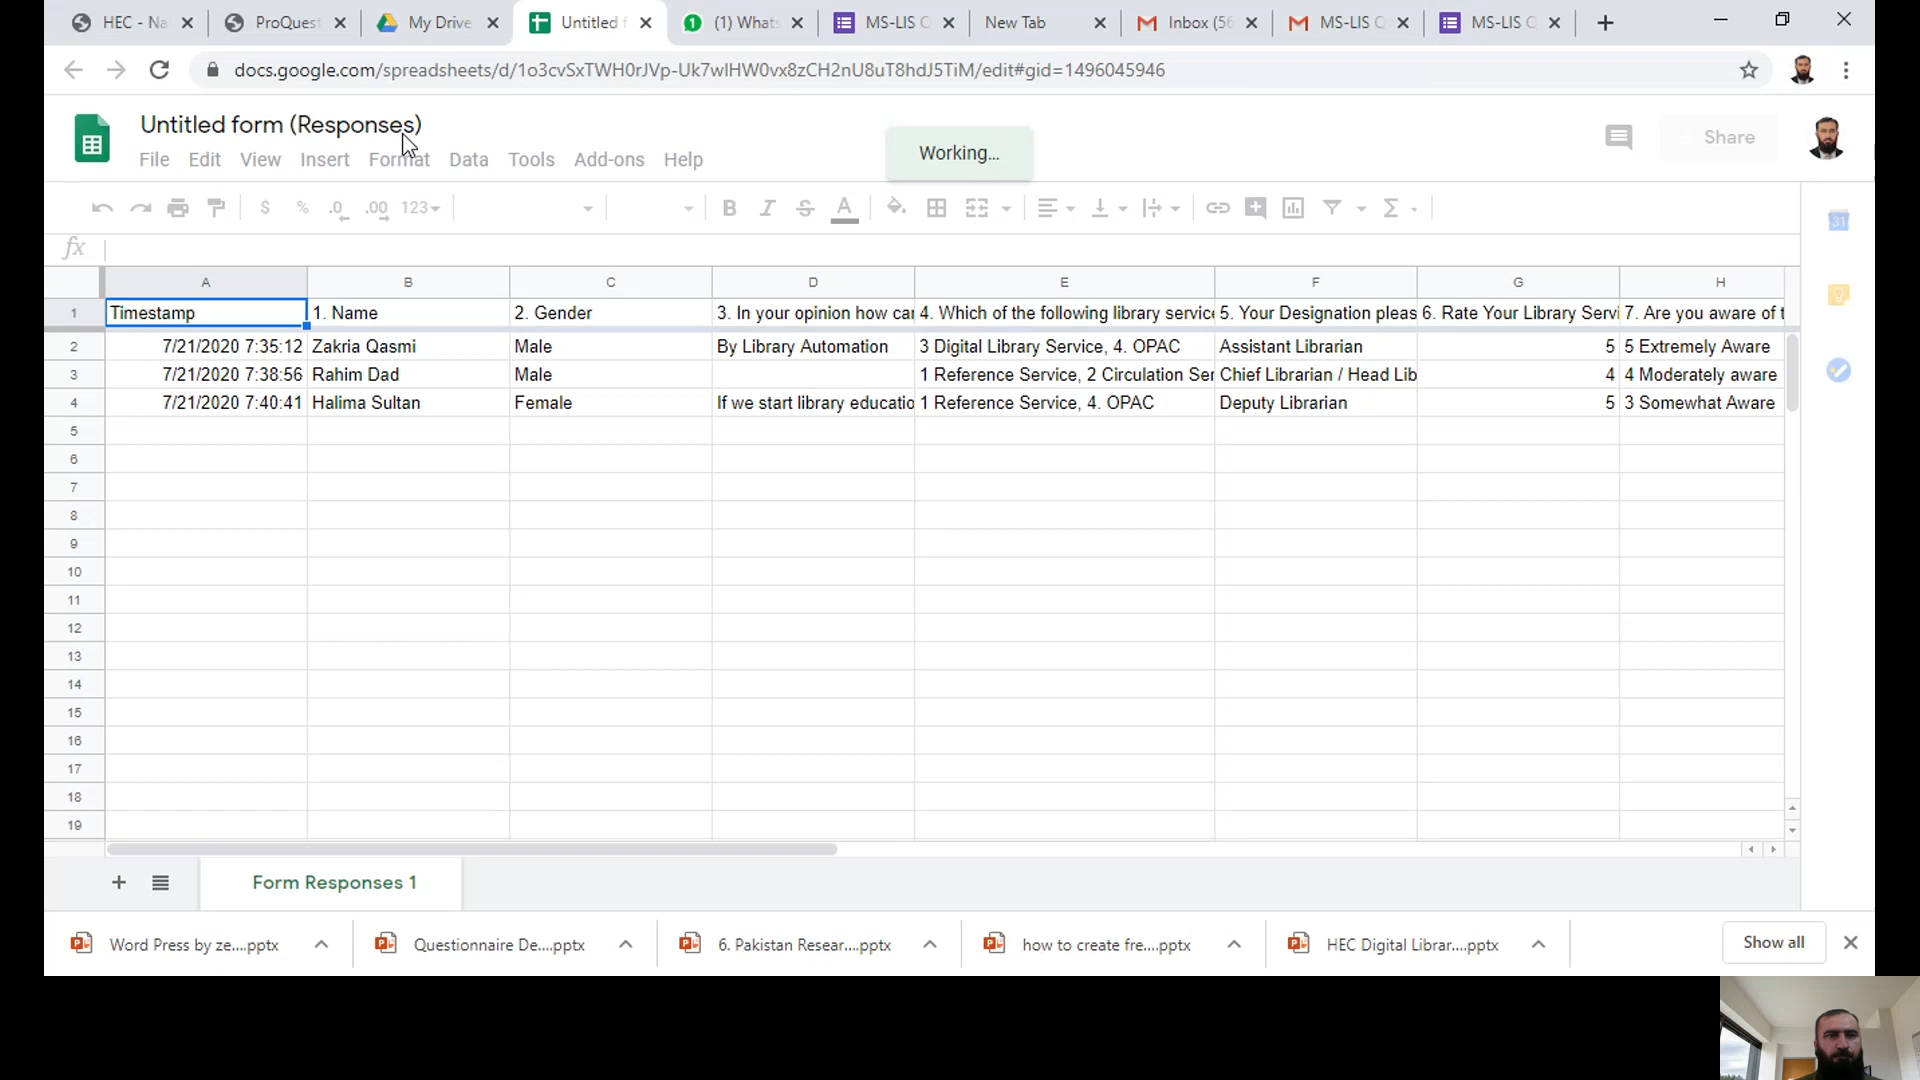 HEC - Na
ProQuest
My Drive
Untitled f
(1) Whats
MS-LIS Q
New Tab
Inbox (56
MS-LIS Q
MS-LIS Q
docs.google.com/spreadsheets/d/1o3cvSxTWH0rJVp-Uk7wIHW0vx8zCH2nU8uT8hdJ5TiM/edit#gid=1496045946
Untitled form (Responses)
File Edit View Insert Format Data Tools Add-ons Help
Working...
Share
$ % .0 .00 123
B I S A Σ
31
fx
A B C D E F G H
1 Timestamp 1. Name 2. Gender 3. In your opinion how can 4. Which of the following library service 5. Your Designation pleas 6. Rate Your Library Servi 7. Are you aware of t
2 7/21/2020 7:35:12 Zakria Qasmi Male By Library Automation 3 Digital Library Service, 4. OPAC Assistant Librarian 5 5 Extremely Aware
3 7/21/2020 7:38:56 Rahim Dad Male 1 Reference Service, 2 Circulation Ser Chief Librarian / Head Lib 4 4 Moderately aware
4 7/21/2020 7:40:41 Halima Sultan Female If we start library educatio 1 Reference Service, 4. OPAC Deputy Librarian 5 3 Somewhat Aware
5
6
7
8
9
10
11
12
13
14
15
16
17
18
19
Form Responses 1
Word Press by ze....pptx
Questionnaire De....pptx
6. Pakistan Resear....pptx
how to create fre....pptx
HEC Digital Librar....pptx
Show all